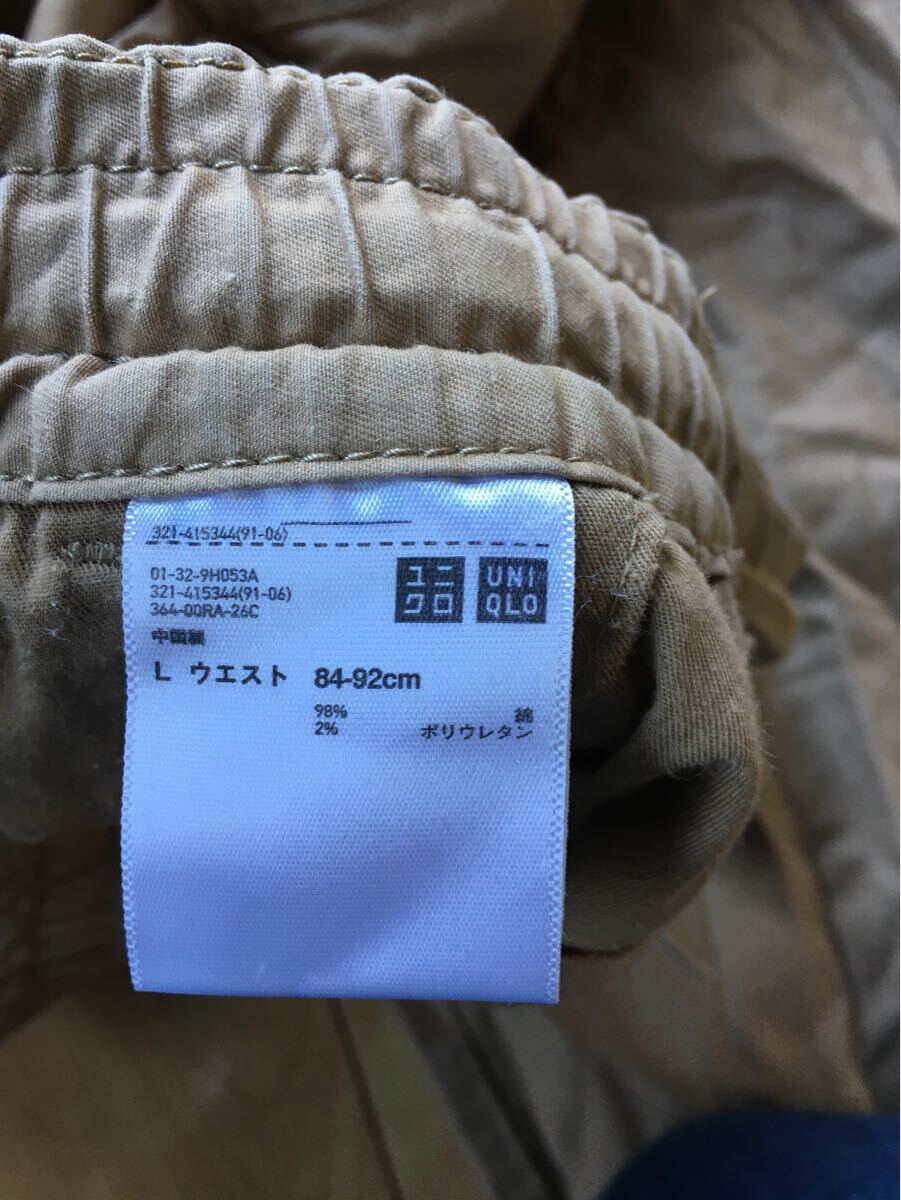 321-415344(91-06)
01-32-9H053A
321-415344(91-06)
364-00RA-26C
中国製
ユニ
クロ
UNI
QLO
L ウエスト 84-92cm
98% 綿
2% ポリウレタン